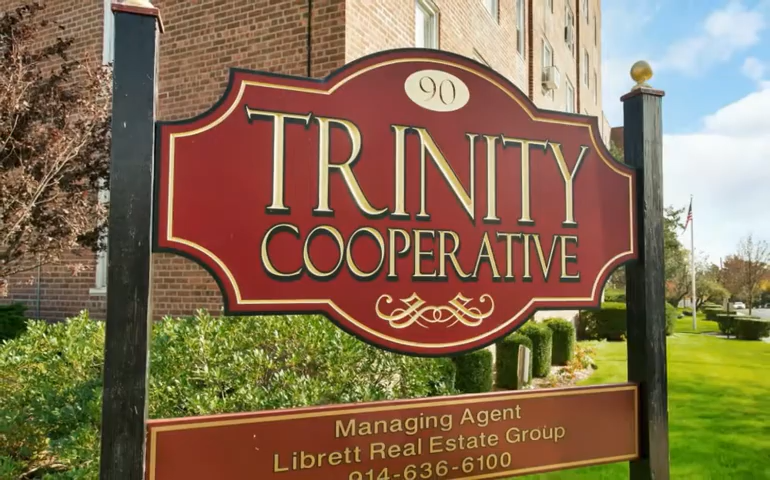 90
TRINITY
COOPERATIVE
Managing Agent
Librett Real Estate Group
914-636-6100